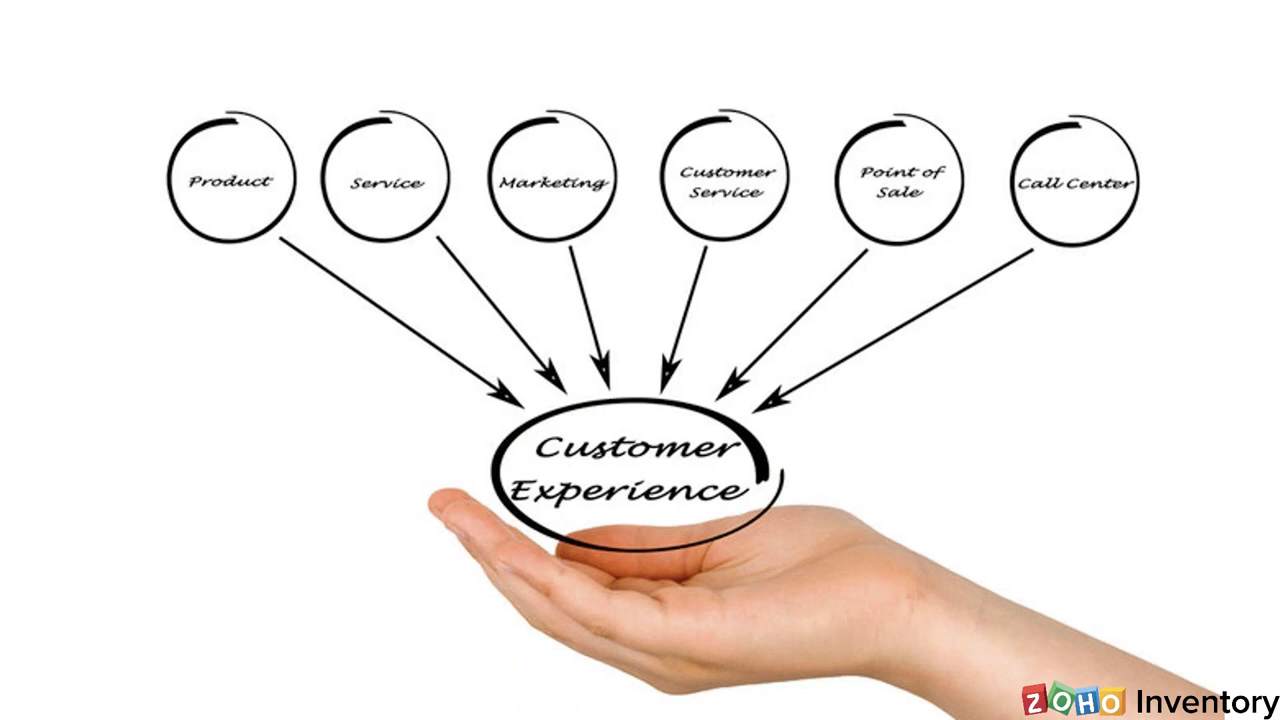 Product
Service
Marketing
Customer
Service
Point of
Sale
Call Center
Customer
Experience
ZOHO Inventory